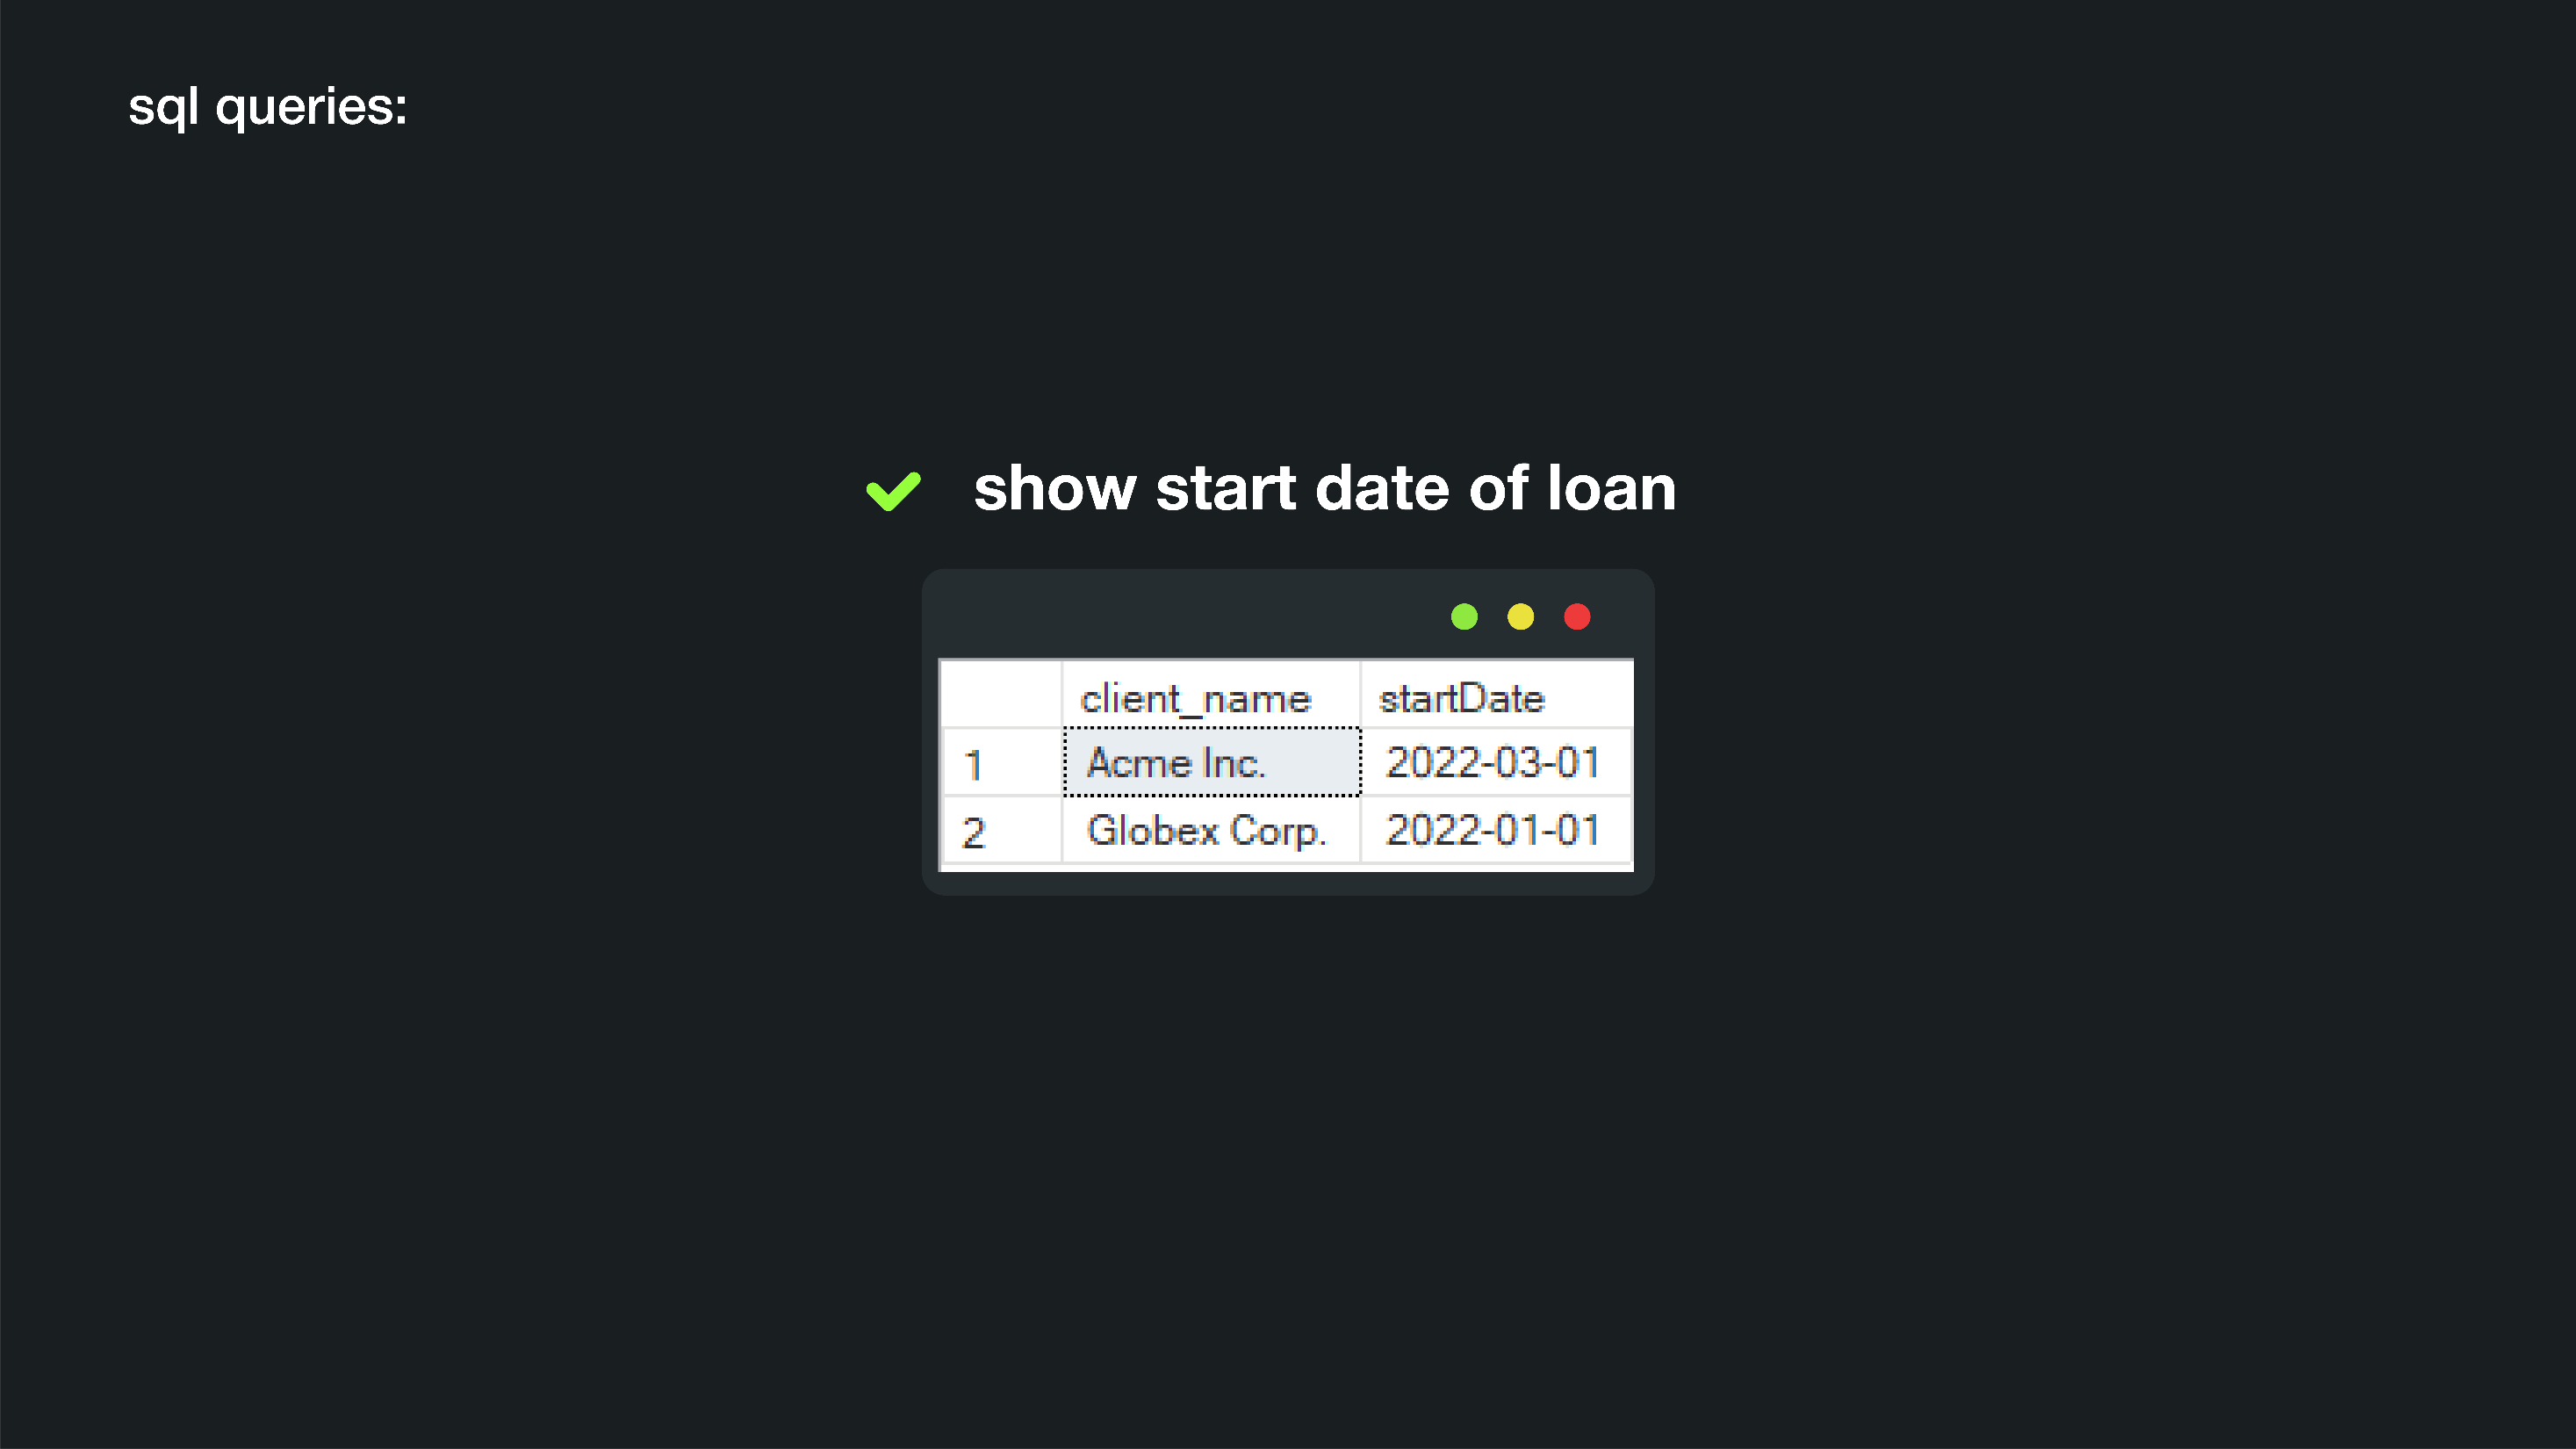 sql queries:
show start date of loan
client_name startDate
1 Acme Inc. 2022-03-01
2 Globex Corp. 2022-01-01